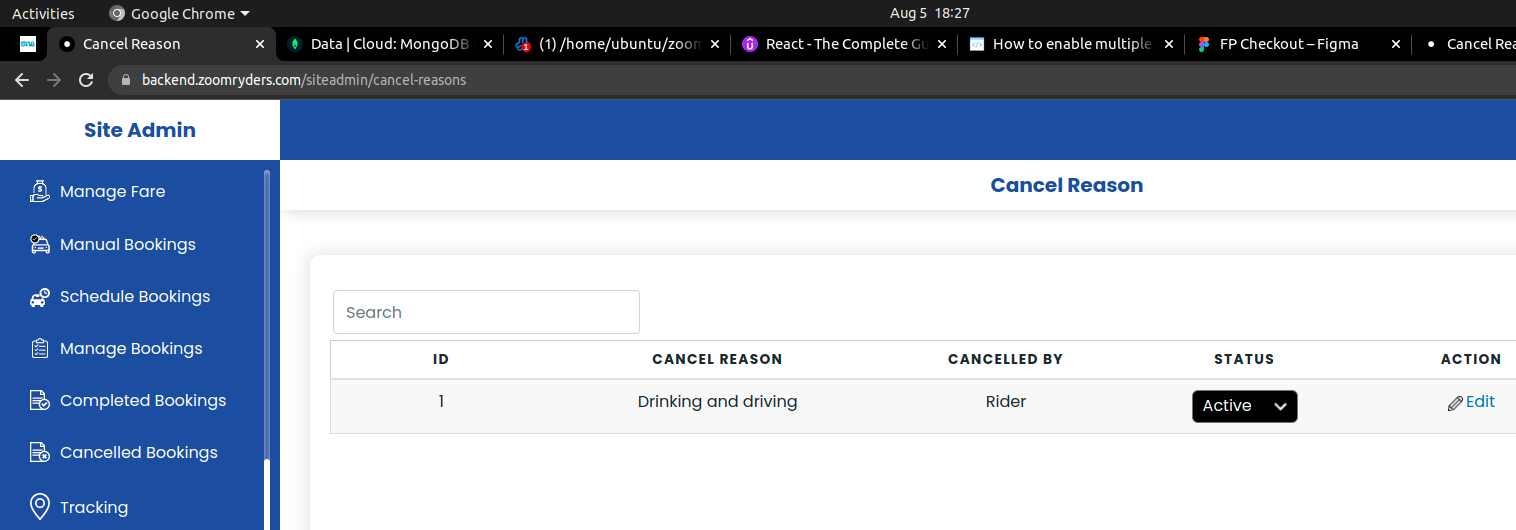 Activities Google Chrome Aug 5 18:27
one Cancel Reason Data | Cloud: MongoDB (1) /home/ubuntu/zoom React - The Complete Gu How to enable multiple FP Checkout – Figma Cancel Rea
backend.zoomryders.com/siteadmin/cancel-reasons
Site Admin
Cancel Reason
Manage Fare
Manual Bookings
Schedule Bookings
Manage Bookings
Completed Bookings
Cancelled Bookings
Tracking
Search
ID CANCEL REASON CANCELLED BY STATUS ACTION
1 Drinking and driving Rider Active Edit